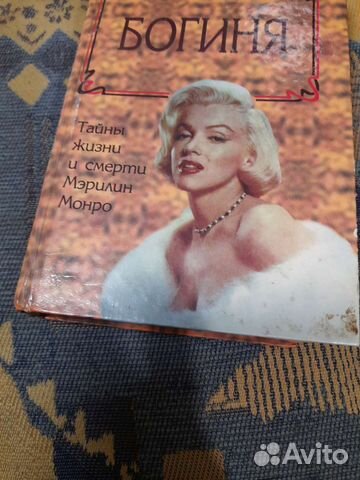 БОГИНЯ
Тайны
жизни
и смерти
Мэрилин
Монро
Avito